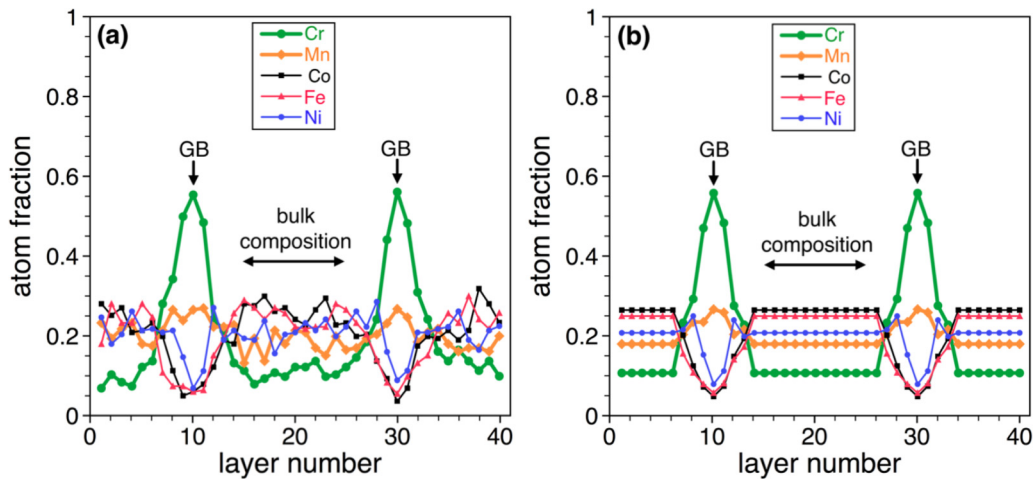 (a)
Cr
Mn
Co
Fe
Ni
GB
GB
bulk
composition
atom fraction
1
0.8
0.6
0.4
0.2
0
0
10
20
30
40
layer number
(b)
Cr
Mn
Co
Fe
Ni
GB
GB
bulk
composition
atom fraction
1
0.8
0.6
0.4
0.2
0
0
10
20
30
40
layer number